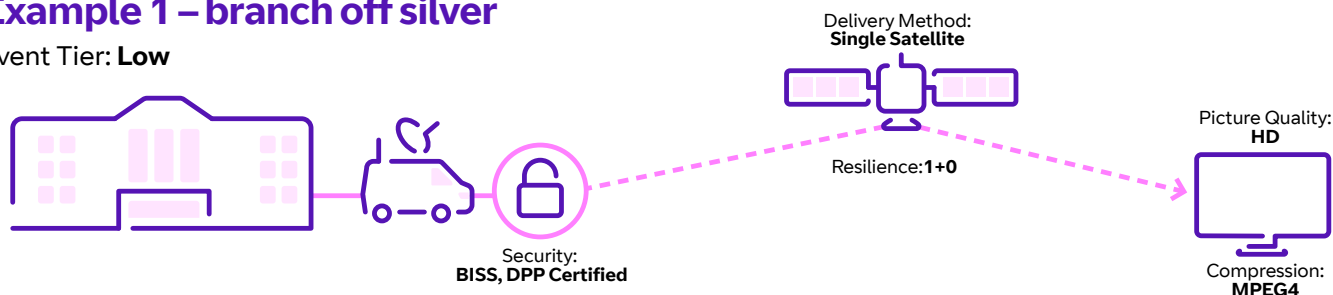 Example 1 – branch off silver
Event Tier: Low
Delivery Method:
Single Satellite
Resilience:1+0
Picture Quality:
HD
Security:
BISS, DPP Certified
Compression:
MPEG4